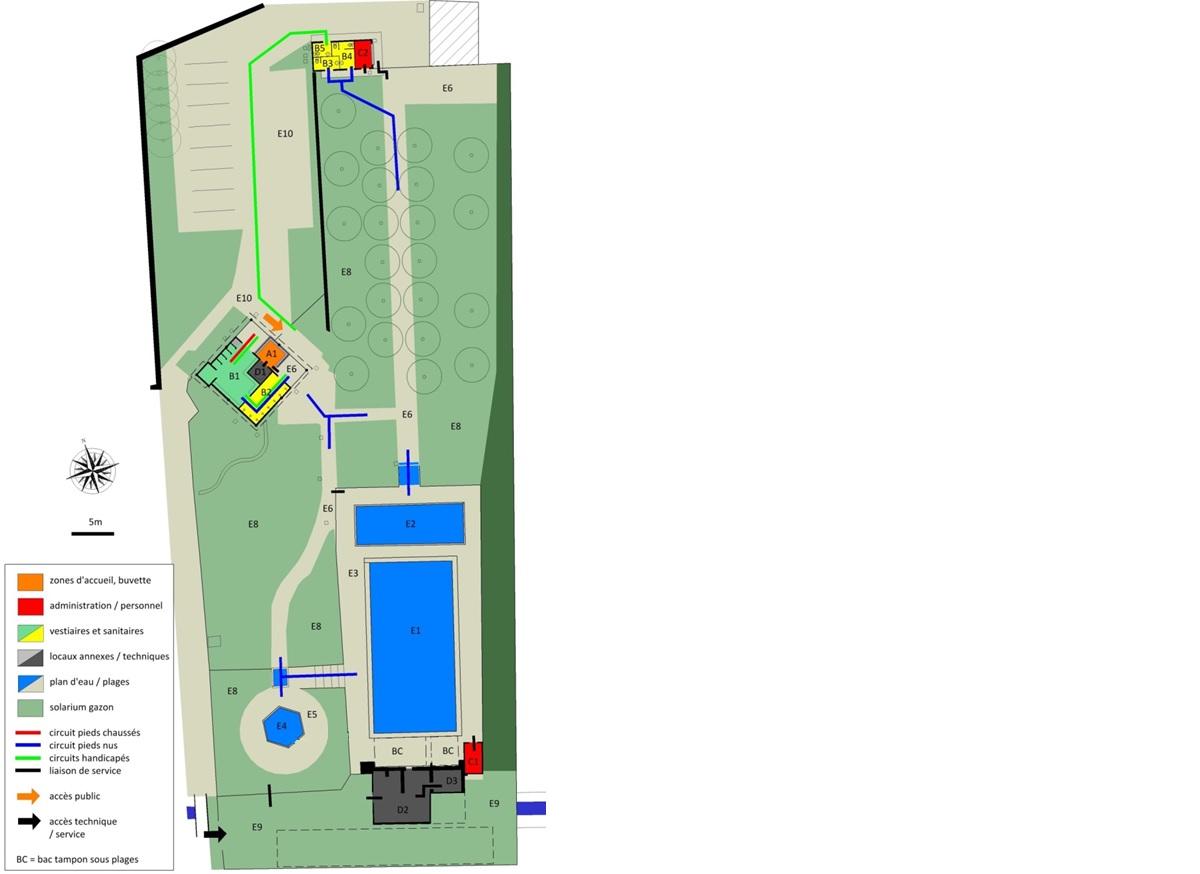 B5
B4
C2
B3
E6
E10
E8
E10
A1
D1
E6
B1
B2
E6
E8
N
5m
E8
E6
E2
E3
E1
E8
E8
E5
E4
BC
BC
C1
D3
D2
E9
E9
zones d'accueil, buvette
administration / personnel
vestiaires et sanitaires
locaux annexes / techniques
plan d'eau / plages
solarium gazon
circuit pieds chaussés
circuit pieds nus
circuits handicapés
liaison de service
accès public
accès technique
/ service
BC = bac tampon sous plages